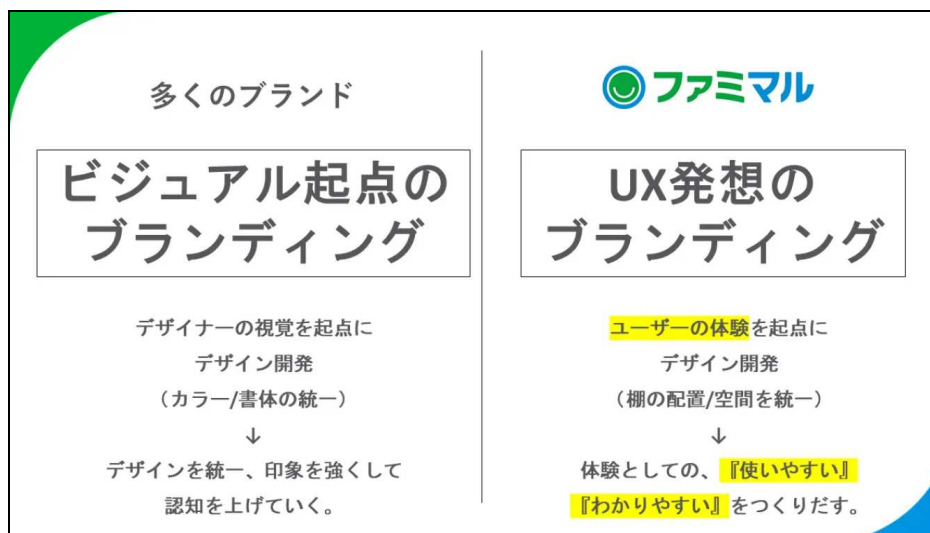 多くのブランド
ビジュアル起点の
ブランディング
デザイナーの視覚を起点に
デザイン開発
（カラー/書体の統一）
↓
デザインを統一、印象を強くして
認知を上げていく。
ファミマル
UX発想の
ブランディング
ユーザーの体験を起点に
デザイン開発
（棚の配置/空間を統一）
↓
体験としての、『使いやすい』
『わかりやすい』をつくりだす。